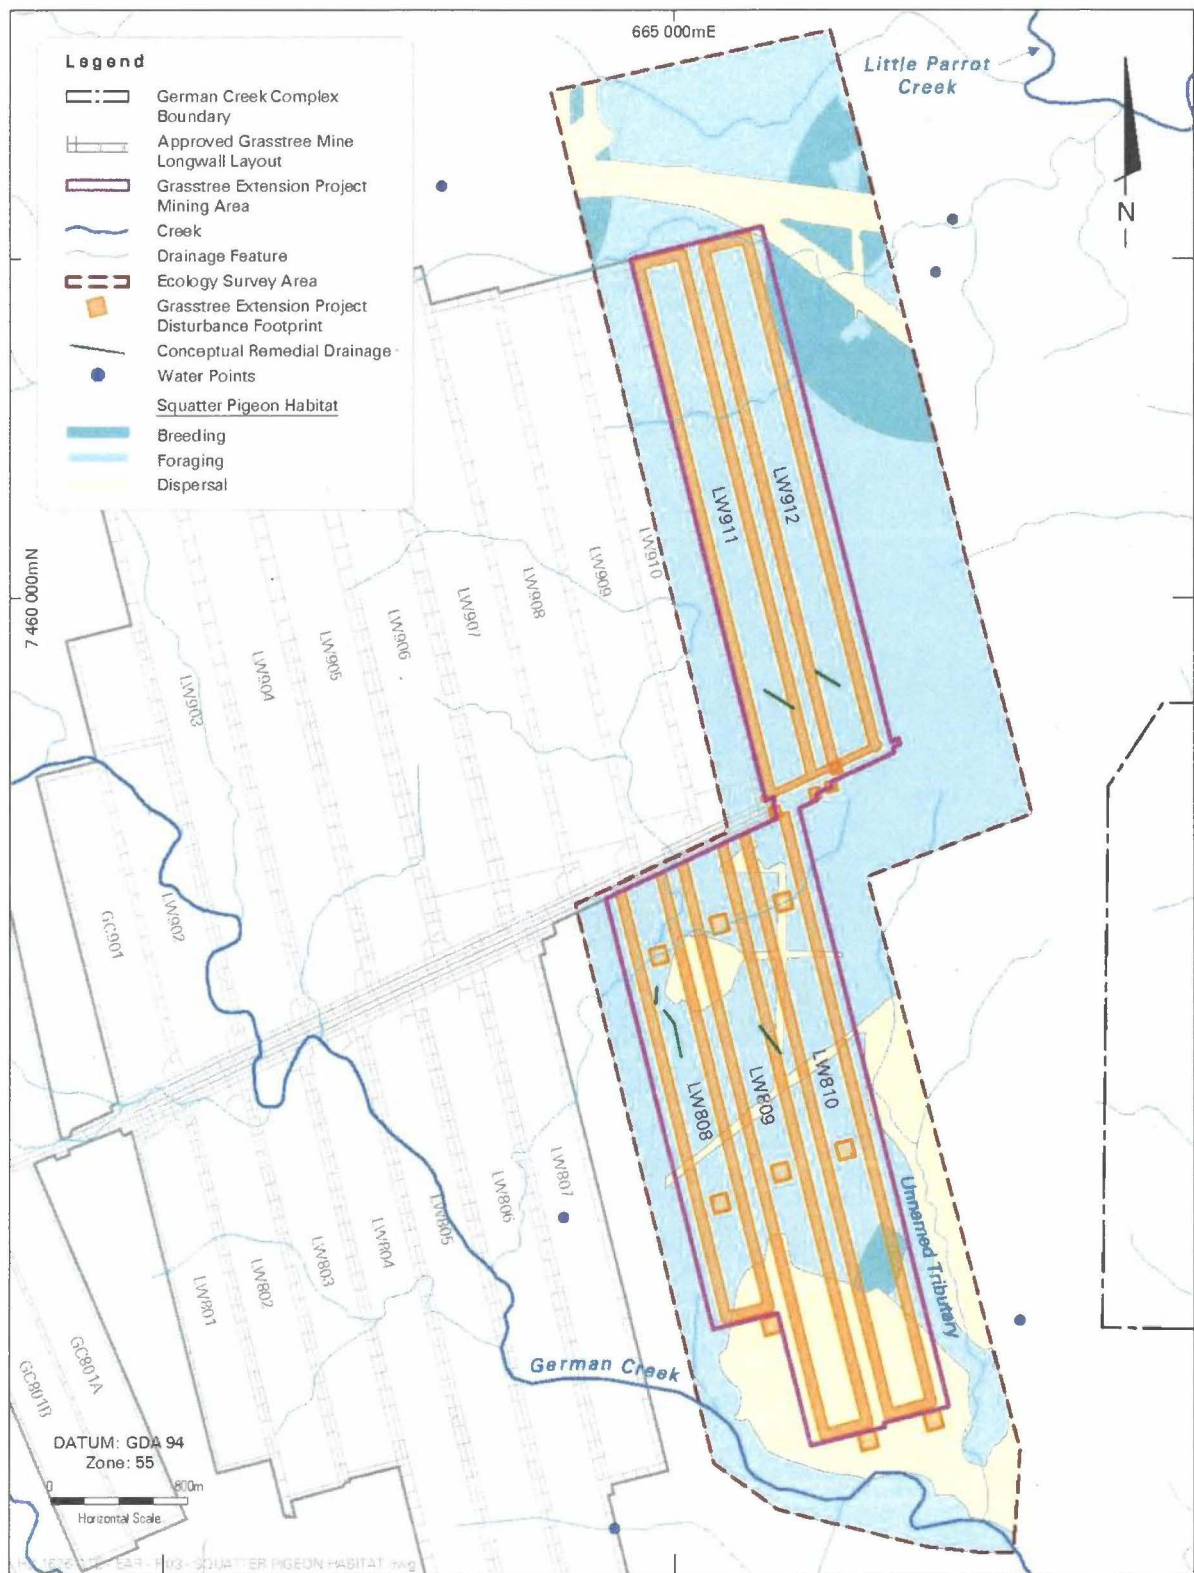 665 000mE
Little Parrot
Creek
Legend
German Creek Complex
Boundary
Approved Grasstree Mine
Longwall Layout
Grasstree Extension Project
Mining Area
Creek
Drainage Feature
Ecology Survey Area
Grasstree Extension Project
Disturbance Footprint
Conceptual Remedial Drainage
Water Points
Squatter Pigeon Habitat
Breeding
Foraging
Dispersal
N
7 460 000mN
LW912
LW911
LW910
LW909
LW908
LW907
LW906
LW905
LW904
LW903
LW902
GC901
LW810
LW809
LW808
LW807
LW806
LW805
LW804
LW803
LW802
LW801
GC801A
GC801B
Unnamed Tributary
German Creek
DATUM: GDA 94
Zone: 55
0 800m
Horizontal Scale
SQUATTER PIGEON HABITAT